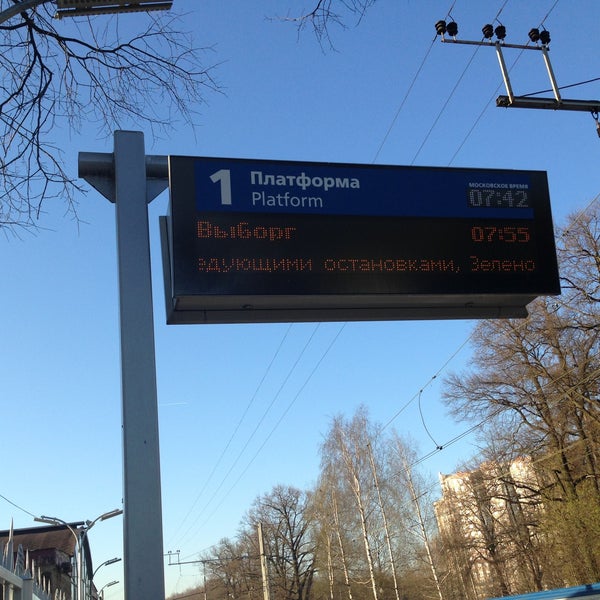 1 Платформа
Platform
МОСКОВСКОЕ ВРЕМЯ
07:42
Выборг 07:55
едующими остановками, Зелено